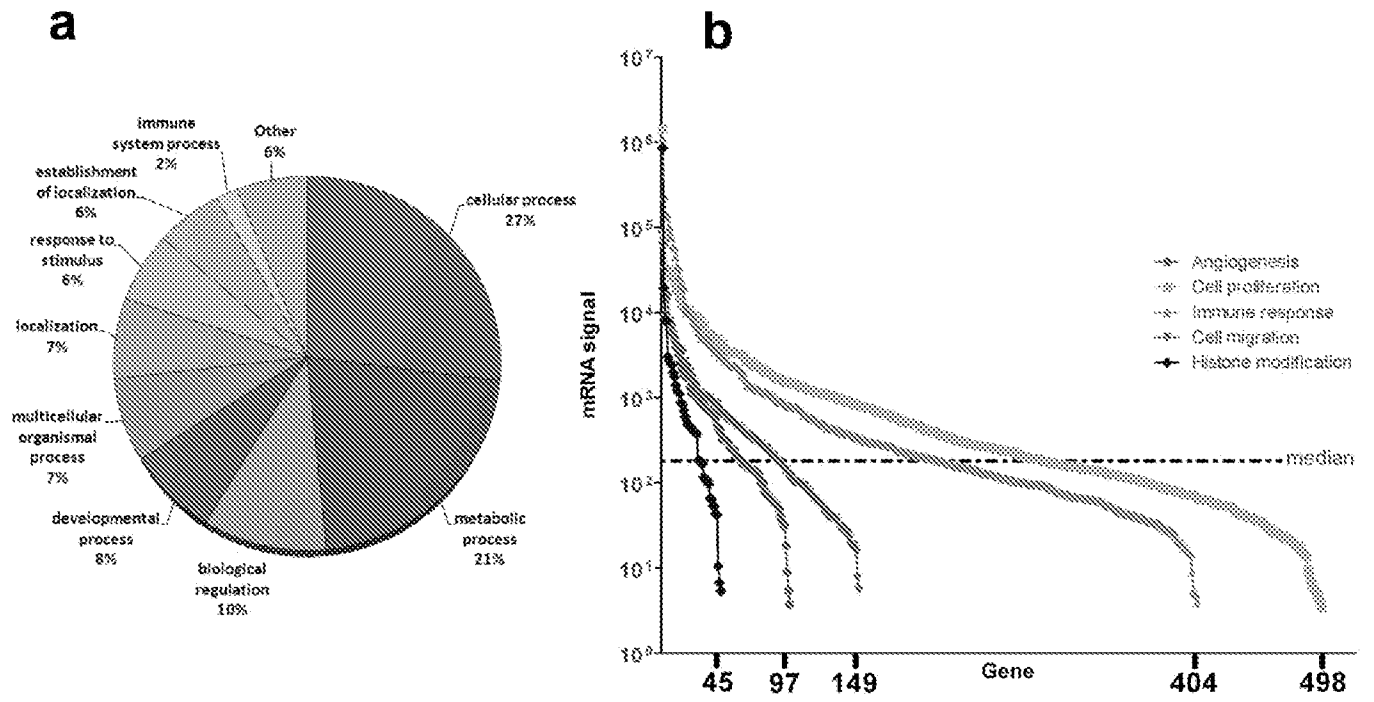 a
immune
system process
2%
Other
6%
establishment
of localization
6%
cellular process
27%
response to
stimulus
6%
localization
7%
multicellular
organismal
process
7%
developmental
process
8%
biological
regulation
10%
metabolic
process
21%
b
10⁷
10⁶
10⁵
10⁴
10³
10²
10¹
10⁰
mRNA signal
Angiogenesis
Cell proliferation
Immune response
Cell migration
Histone modification
median
45
97
149
Gene
404
498